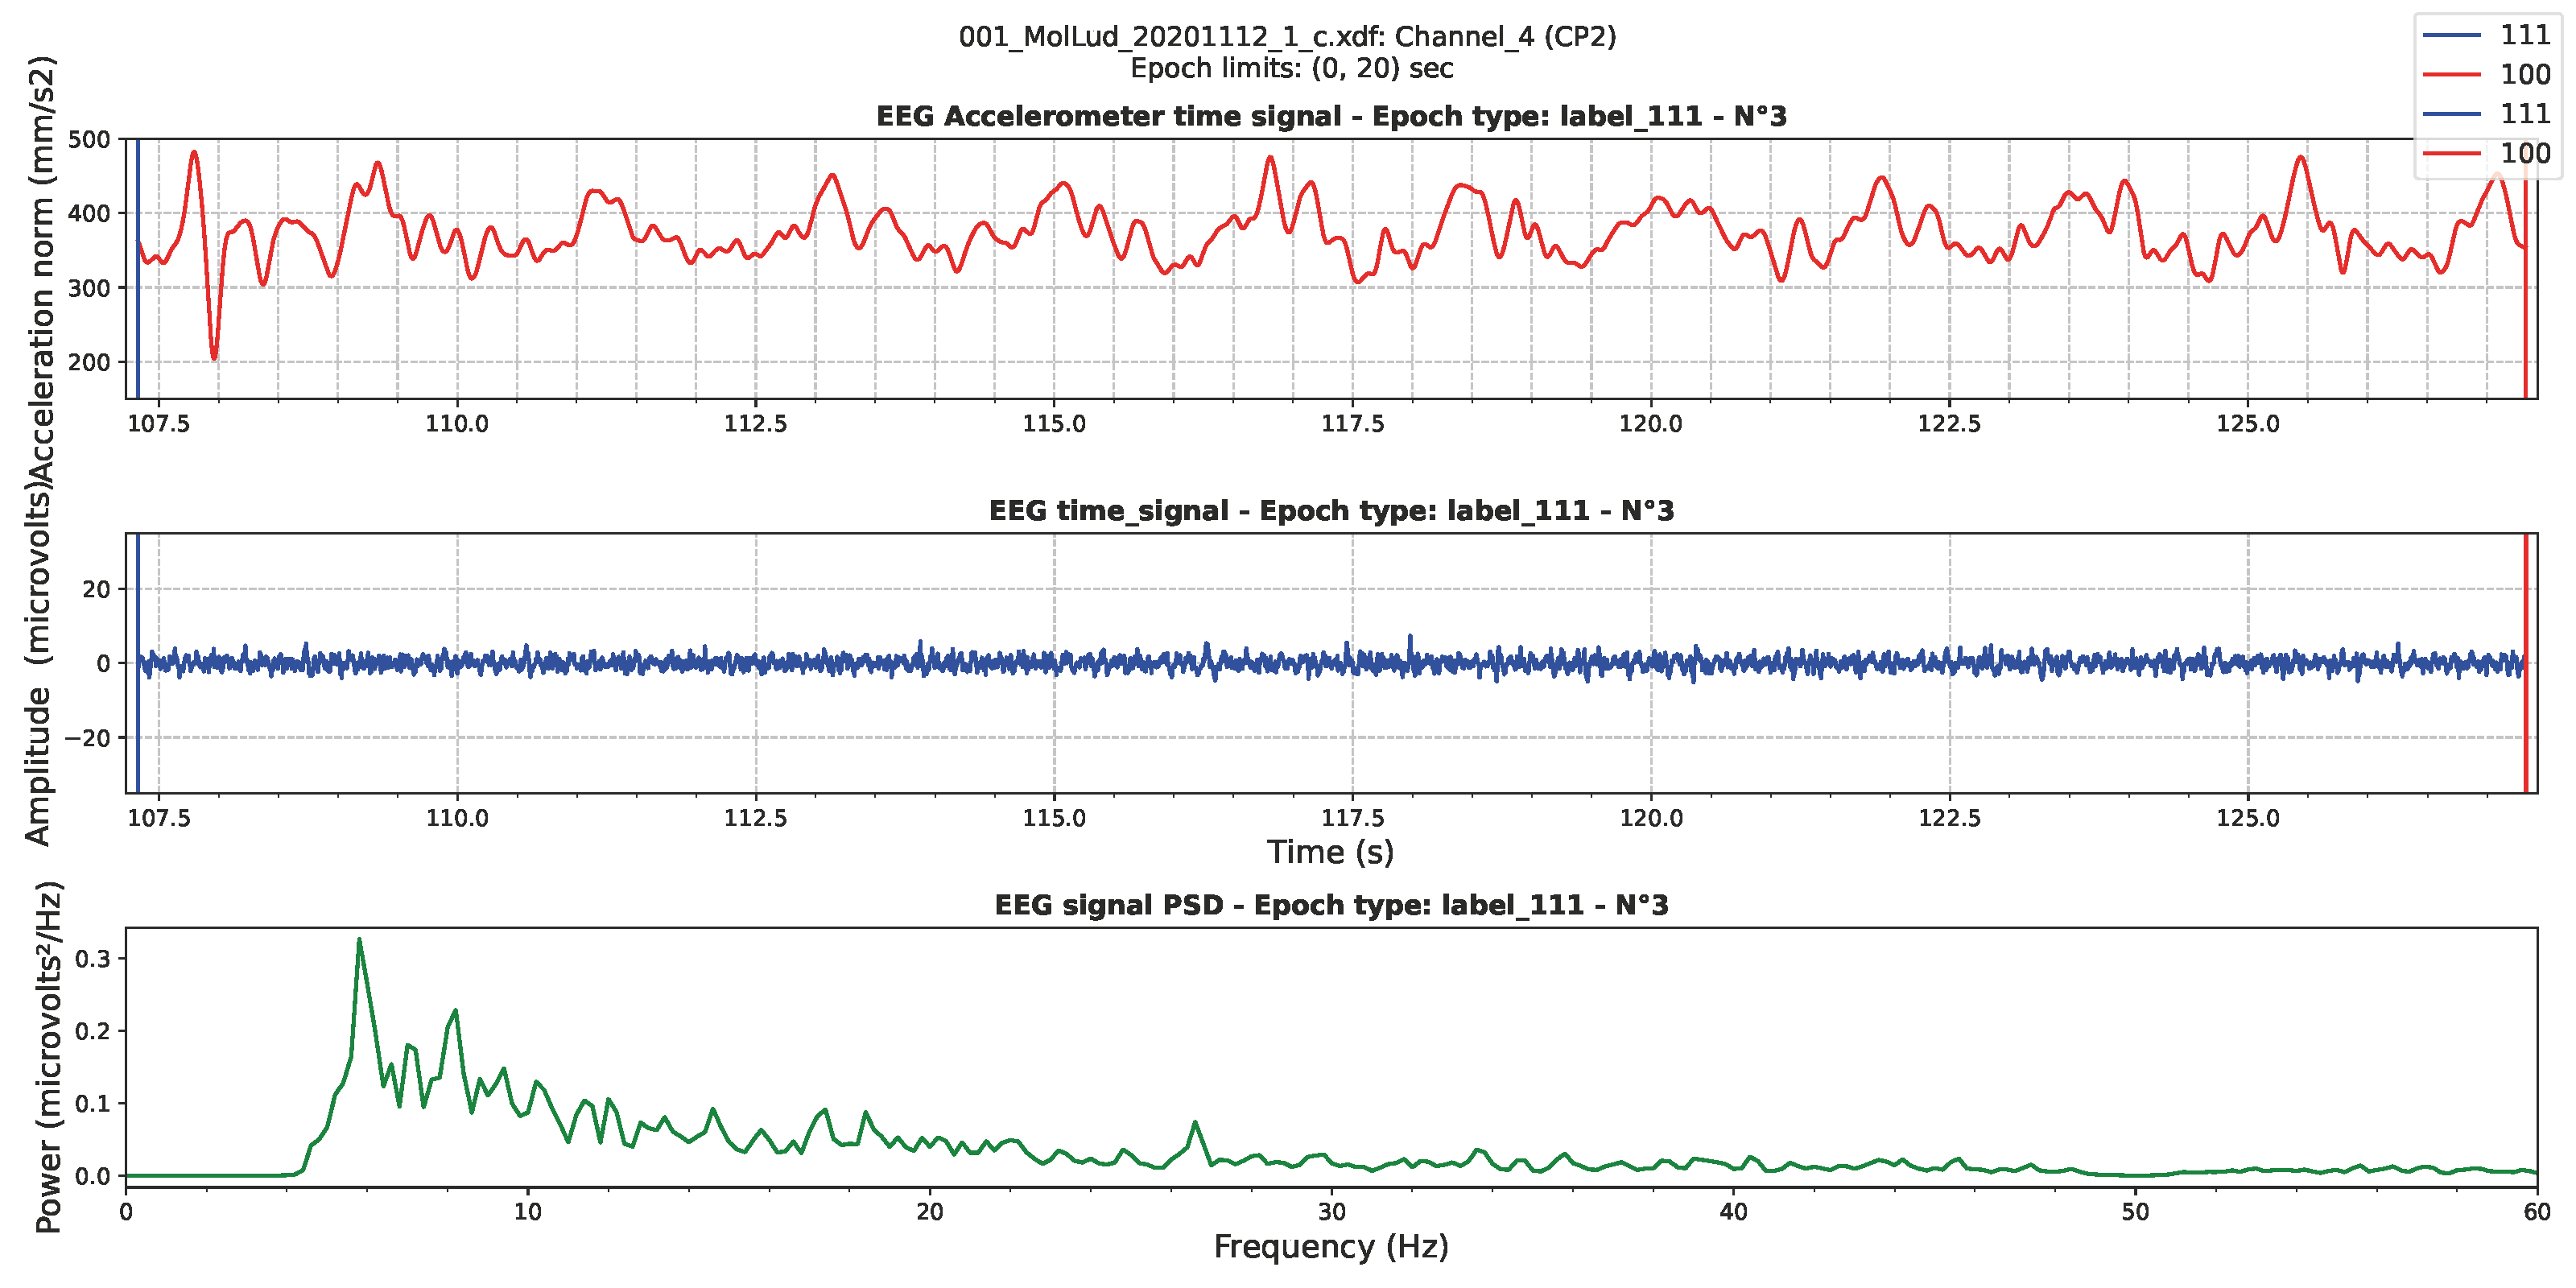 001_MolLud_20201112_1_c.xdf: Channel_4 (CP2)
Epoch limits: (0, 20) sec
111
100
111
100
EEG Accelerometer time signal - Epoch type: label_111 - N°3
Acceleration norm (mm/s2)
500
400
300
200
107.5 110.0 112.5 115.0 117.5 120.0 122.5 125.0
EEG time_signal - Epoch type: label_111 - N°3
Amplitude (microvolts)
20
0
−20
107.5 110.0 112.5 115.0 117.5 120.0 122.5 125.0
Time (s)
EEG signal PSD - Epoch type: label_111 - N°3
Power (microvolts²/Hz)
0.3
0.2
0.1
0.0
0 10 20 30 40 50 60
Frequency (Hz)